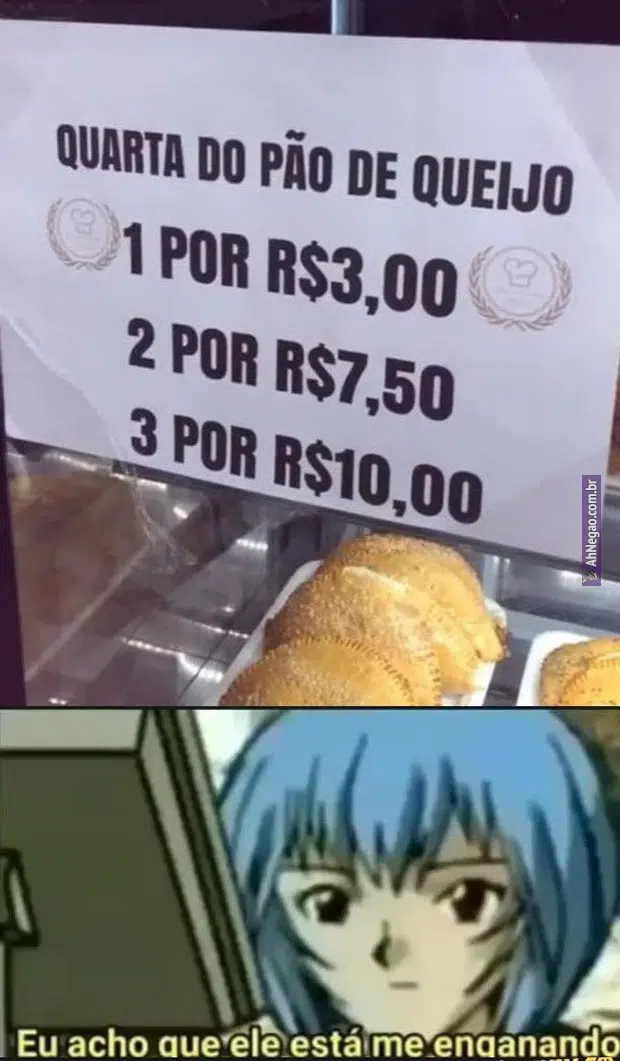 QUARTA DO PÃO DE QUEIJO
1 POR R$3,00
2 POR R$7,50
3 POR R$10,00
AhNegao.com.br
Eu acho que ele está me enganando